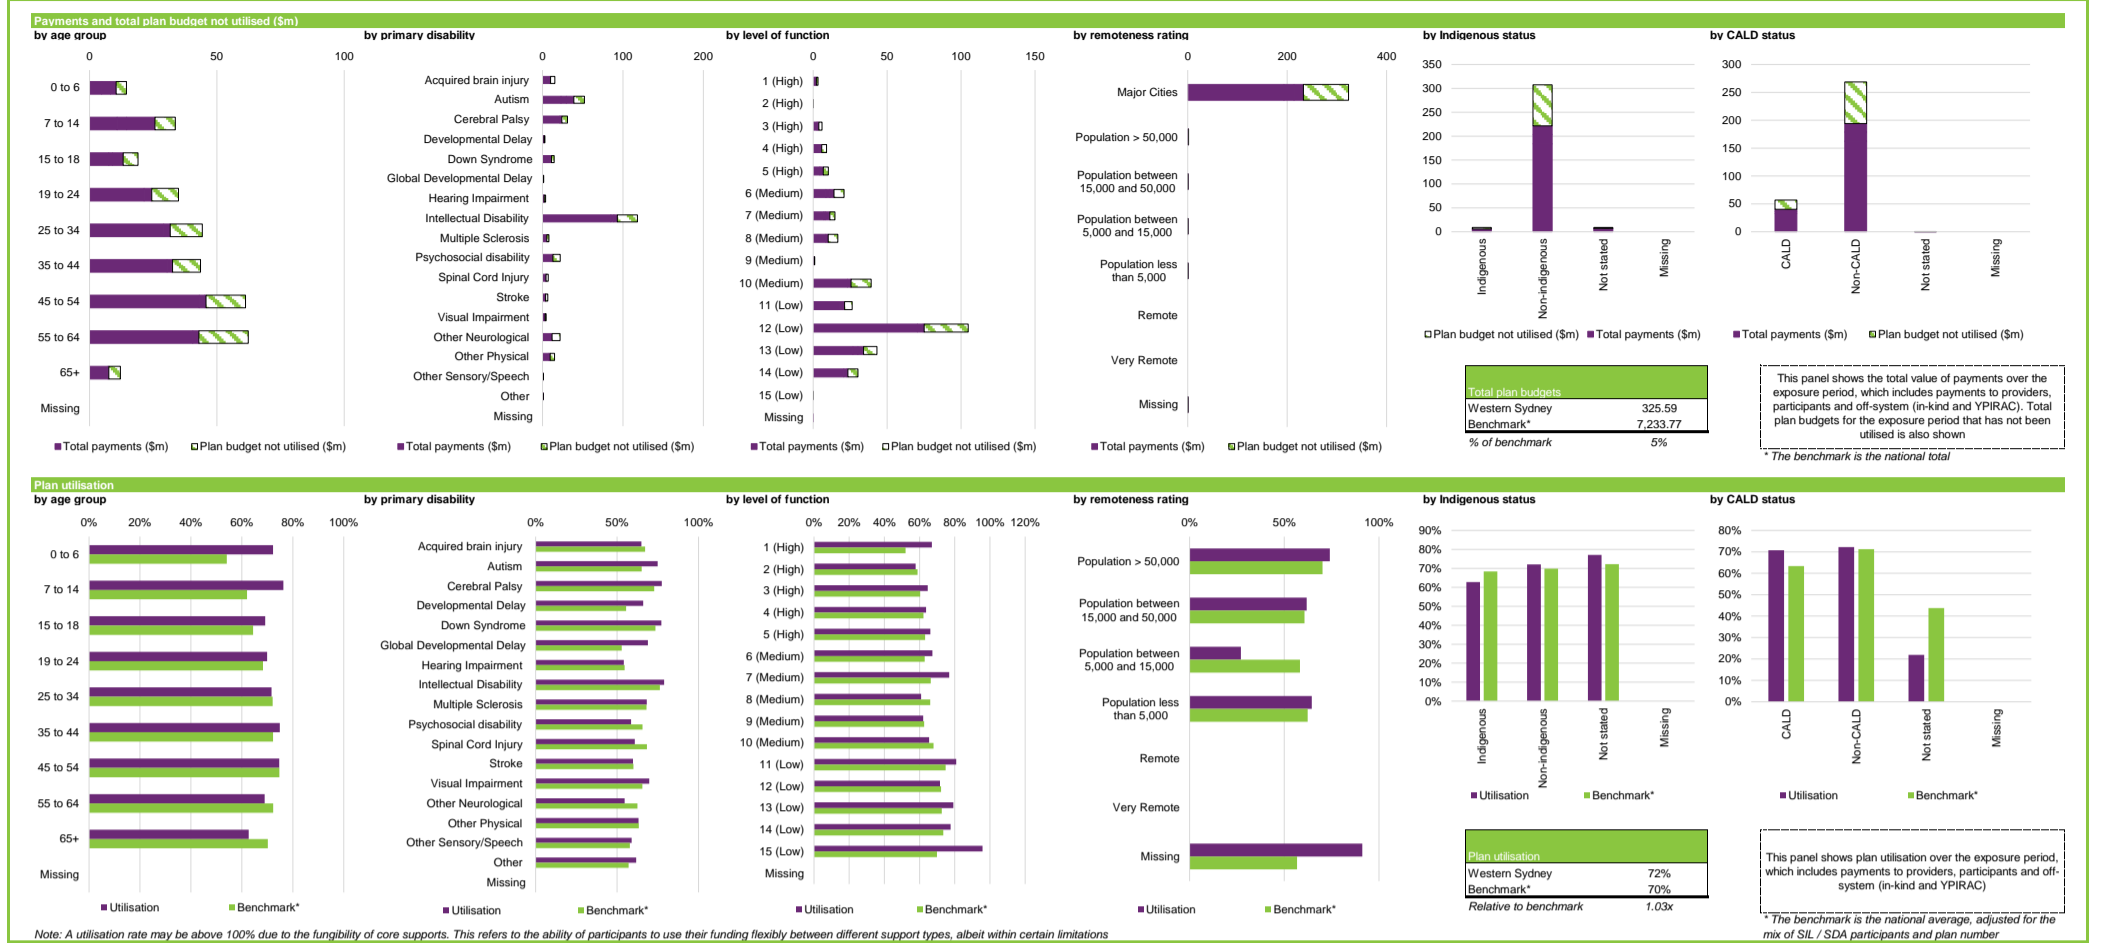 Payments and total plan budget not utilised ($m)
by age group
0 50 100
0 to 6
7 to 14
15 to 18
19 to 24
25 to 34
35 to 44
45 to 54
55 to 64
65+
Missing
Total payments ($m) Plan budget not utilised ($m)
by primary disability
0 100 200
Acquired brain injury
Autism
Cerebral Palsy
Developmental Delay
Down Syndrome
Global Developmental Delay
Hearing Impairment
Intellectual Disability
Multiple Sclerosis
Psychosocial disability
Spinal Cord Injury
Stroke
Visual Impairment
Other Neurological
Other Physical
Other Sensory/Speech
Other
Missing
Total payments ($m) Plan budget not utilised ($m)
by level of function
0 50 100 150
1 (High)
2 (High)
3 (High)
4 (High)
5 (High)
6 (Medium)
7 (Medium)
8 (Medium)
9 (Medium)
10 (Medium)
11 (Low)
12 (Low)
13 (Low)
14 (Low)
15 (Low)
Missing
Total payments ($m) Plan budget not utilised ($m)
by remoteness rating
0 200 400
Major Cities
Population > 50,000
Population between
15,000 and 50,000
Population between
5,000 and 15,000
Population less
than 5,000
Remote
Very Remote
Missing
Total payments ($m) Plan budget not utilised ($m)
by Indigenous status
350
300
250
200
150
100
50
0
Indigenous
Non-indigenous
Not stated
Missing
Plan budget not utilised ($m) Total payments ($m)
by CALD status
300
250
200
150
100
50
0
CALD
Non-CALD
Not stated
Missing
Total payments ($m) Plan budget not utilised ($m)
Total plan budgets
Western Sydney 325.59
Benchmark* 7,233.77
% of benchmark 5%
This panel shows the total value of payments over the
exposure period, which includes payments to providers,
participants and off-system (in-kind and YPIRAC). Total
plan budgets for the exposure period that has not been
utilised is also shown
* The benchmark is the national total
Plan utilisation
by age group
0% 20% 40% 60% 80% 100%
0 to 6
7 to 14
15 to 18
19 to 24
25 to 34
35 to 44
45 to 54
55 to 64
65+
Missing
Utilisation Benchmark*
by primary disability
0% 50% 100%
Acquired brain injury
Autism
Cerebral Palsy
Developmental Delay
Down Syndrome
Global Developmental Delay
Hearing Impairment
Intellectual Disability
Multiple Sclerosis
Psychosocial disability
Spinal Cord Injury
Stroke
Visual Impairment
Other Neurological
Other Physical
Other Sensory/Speech
Other
Missing
Utilisation Benchmark*
by level of function
0% 20% 40% 60% 80% 100% 120%
1 (High)
2 (High)
3 (High)
4 (High)
5 (High)
6 (Medium)
7 (Medium)
8 (Medium)
9 (Medium)
10 (Medium)
11 (Low)
12 (Low)
13 (Low)
14 (Low)
15 (Low)
Missing
Utilisation Benchmark*
by remoteness rating
0% 50% 100%
Population > 50,000
Population between
15,000 and 50,000
Population between
5,000 and 15,000
Population less
than 5,000
Remote
Very Remote
Missing
Utilisation Benchmark*
by Indigenous status
90%
80%
70%
60%
50%
40%
30%
20%
10%
0%
Indigenous
Non-indigenous
Not stated
Missing
Utilisation Benchmark*
by CALD status
80%
70%
60%
50%
40%
30%
20%
10%
0%
CALD
Non-CALD
Not stated
Missing
Utilisation Benchmark*
Plan utilisation
Western Sydney 72%
Benchmark* 70%
Relative to benchmark 1.03x
This panel shows plan utilisation over the exposure period,
which includes payments to providers, participants and off-
system (in-kind and YPIRAC)
* The benchmark is the national average, adjusted for the
mix of SIL / SDA participants and plan number
Note: A utilisation rate may be above 100% due to the fungibility of core supports. This refers to the ability of participants to use their funding flexibly between different support types, albeit within certain limitations